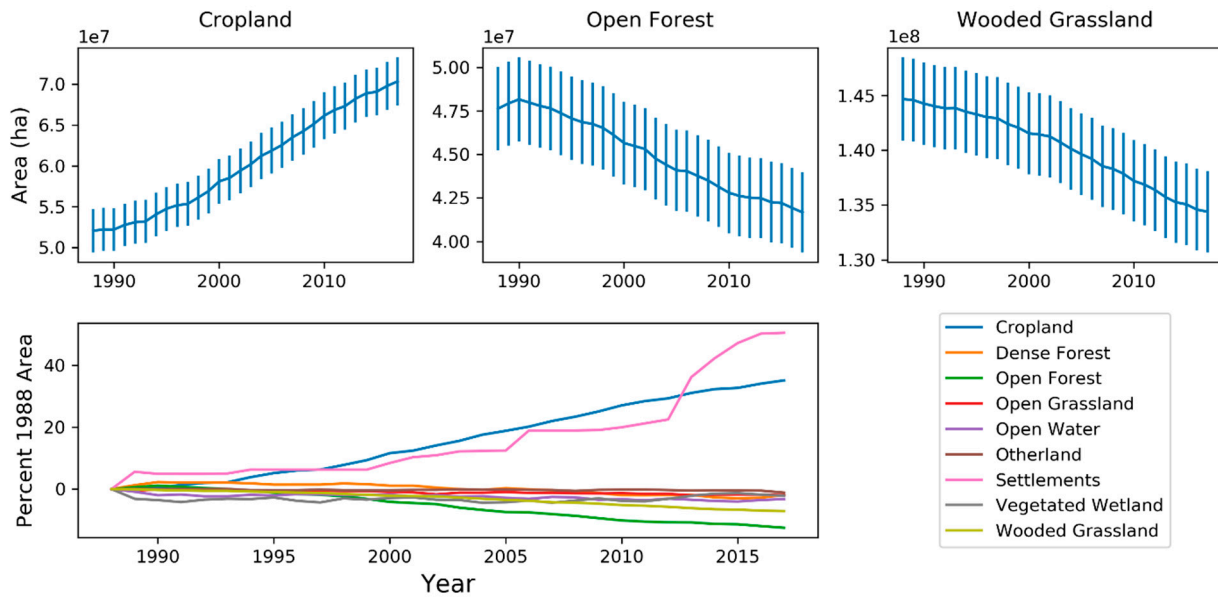 Cropland
Open Forest
Wooded Grassland
1e7
1e7
1e8
Area (ha)
7.0
6.5
6.0
5.5
5.0
1990 2000 2010
5.00
4.75
4.50
4.25
4.00
1990 2000 2010
1.45
1.40
1.35
1.30
1990 2000 2010
Percent 1988 Area
40
20
0
1990 1995 2000 2005 2010 2015
Year
Cropland
Dense Forest
Open Forest
Open Grassland
Open Water
Otherland
Settlements
Vegetated Wetland
Wooded Grassland